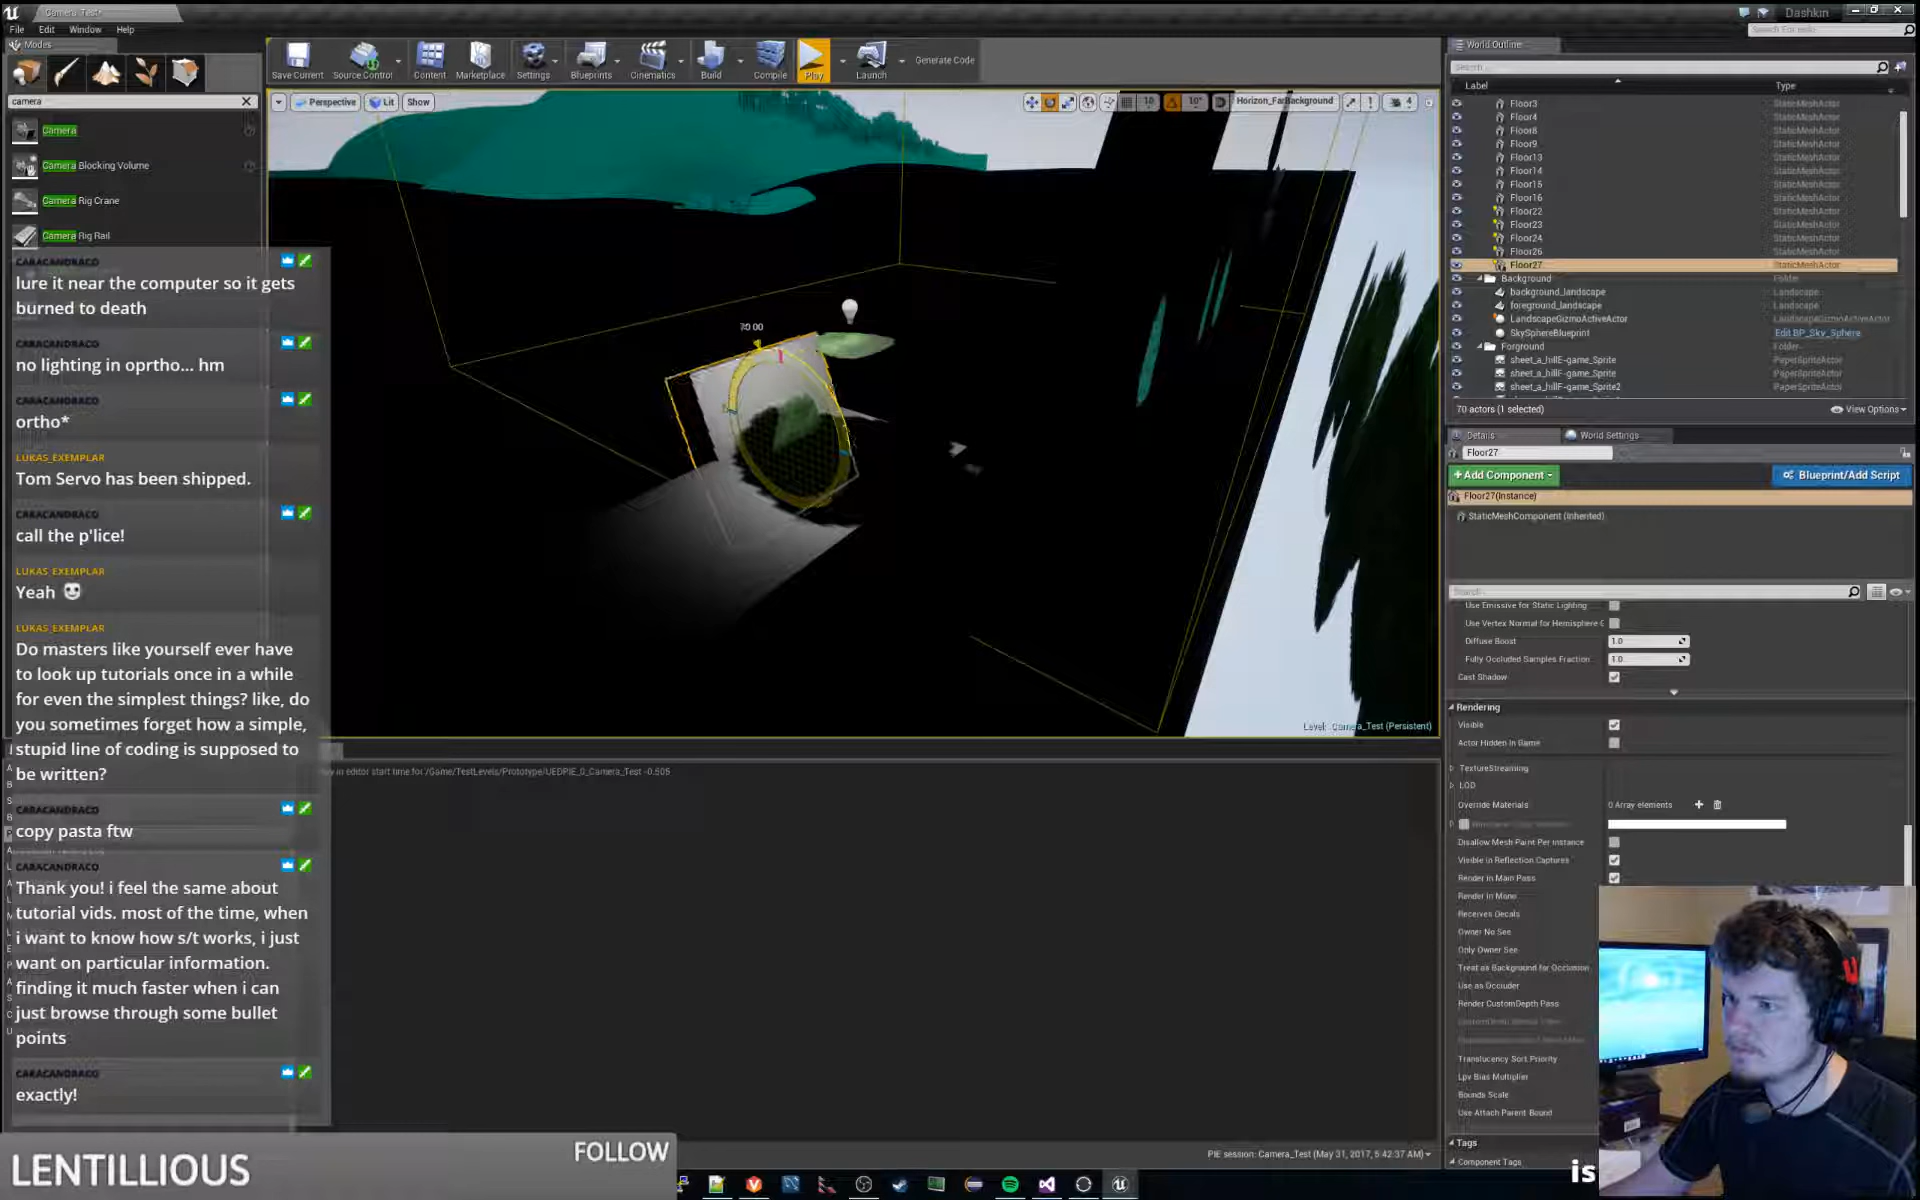 Camera_Test*
Dashkin
File Edit Window Help
Modes
Save Current
Source Control
Content
Marketplace
Settings
Blueprints
Cinematics
Build
Compile
Play
Launch
Generate Code
camera
Camera
Camera Blocking Volume
Camera Rig Crane
Camera Rig Rail
Perspective
Lit
Show
10
10°
Horizon_FarBackground
4
70.00
Level: Camera_Test (Persistent)
CARACANDRACO
lure it near the computer so it gets
burned to death
CARACANDRACO
no lighting in oprtho... hm
CARACANDRACO
ortho*
LUKAS_EXEMPLAR
Tom Servo has been shipped.
CARACANDRACO
call the p'lice!
LUKAS_EXEMPLAR
Yeah
LUKAS_EXEMPLAR
Do masters like yourself ever have
to look up tutorials once in a while
for even the simplest things? like, do
you sometimes forget how a simple,
stupid line of coding is supposed to
be written?
CARACANDRACO
copy pasta ftw
CARACANDRACO
Thank you! i feel the same about
tutorial vids. most of the time, when
i want to know how s/t works, i just
want on particular information.
finding it much faster when i can
just browse through some bullet
points
CARACANDRACO
exactly!
in editor start time for /Game/TestLevels/Prototype/UEDPIE_0_Camera_Test -0.605
PIE session: Camera_Test (May 31, 2017, 5:42:37 AM)
LENTILLIOUS
FOLLOW
World Outliner
Search...
Label Type
Floor3 StaticMeshActor
Floor4 StaticMeshActor
Floor8 StaticMeshActor
Floor9 StaticMeshActor
Floor13 StaticMeshActor
Floor14 StaticMeshActor
Floor15 StaticMeshActor
Floor16 StaticMeshActor
Floor22 StaticMeshActor
Floor23 StaticMeshActor
Floor24 StaticMeshActor
Floor26 StaticMeshActor
Floor27 StaticMeshActor
Background Folder
background_landscape Landscape
foreground_landscape Landscape
LandscapeGizmoActiveActor LandscapeGizmoActiveActor
SkySphereBlueprint Edit BP_Sky_Sphere
Forground Folder
sheet_a_hillE-game_Sprite PaperSpriteActor
sheet_a_hillF-game_Sprite PaperSpriteActor
sheet_a_hillF-game_Sprite2 PaperSpriteActor
70 actors (1 selected)
View Options
Details
World Settings
Floor27
+Add Component
Blueprint/Add Script
Floor27(Instance)
StaticMeshComponent (Inherited)
Search
Use Emissive for Static Lighting
Use Vertex Normal for Hemisphere G
Diffuse Boost 1.0
Fully Occluded Samples Fraction 1.0
Cast Shadow
Rendering
Visible
Actor Hidden In Game
TextureStreaming
LOD
Override Materials 0 Array elements
Disallow Mesh Paint Per Instance
Visible in Reflection Captures
Render in Main Pass
Render in Mono
Receives Decals
Owner No See
Only Owner See
Treat as Background for Occlusion
Use as Occluder
Render CustomDepth Pass
Translucency Sort Priority
Lpv Bias Multiplier
Bounds Scale
Use Attach Parent Bound
Tags
Component Tags
is